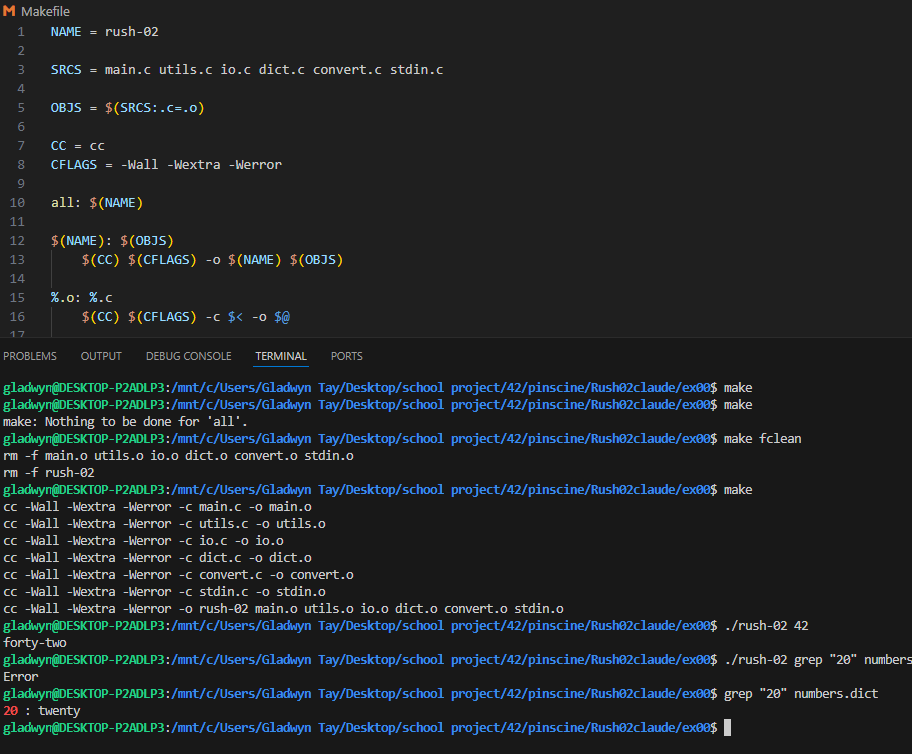 Makefile
1 NAME = rush-02
2
3 SRCS = main.c utils.c io.c dict.c convert.c stdin.c
4
5 OBJS = $(SRCS:.c=.o)
6
7 CC = cc
8 CFLAGS = -Wall -Wextra -Werror
9
10 all: $(NAME)
11
12 $(NAME): $(OBJS)
13 $(CC) $(CFLAGS) -o $(NAME) $(OBJS)
14
15 %.o: %.c
16 $(CC) $(CFLAGS) -c $< -o $@
17
PROBLEMS OUTPUT DEBUG CONSOLE TERMINAL PORTS
gladwyn@DESKTOP-P2ADLP3:/mnt/c/Users/Gladwyn Tay/Desktop/school project/42/pinscine/Rush02claude/ex00$ make
gladwyn@DESKTOP-P2ADLP3:/mnt/c/Users/Gladwyn Tay/Desktop/school project/42/pinscine/Rush02claude/ex00$ make
make: Nothing to be done for 'all'.
gladwyn@DESKTOP-P2ADLP3:/mnt/c/Users/Gladwyn Tay/Desktop/school project/42/pinscine/Rush02claude/ex00$ make fclean
rm -f main.o utils.o io.o dict.o convert.o stdin.o
rm -f rush-02
gladwyn@DESKTOP-P2ADLP3:/mnt/c/Users/Gladwyn Tay/Desktop/school project/42/pinscine/Rush02claude/ex00$ make
cc -Wall -Wextra -Werror -c main.c -o main.o
cc -Wall -Wextra -Werror -c utils.c -o utils.o
cc -Wall -Wextra -Werror -c io.c -o io.o
cc -Wall -Wextra -Werror -c dict.c -o dict.o
cc -Wall -Wextra -Werror -c convert.c -o convert.o
cc -Wall -Wextra -Werror -c stdin.c -o stdin.o
cc -Wall -Wextra -Werror -o rush-02 main.o utils.o io.o dict.o convert.o stdin.o
gladwyn@DESKTOP-P2ADLP3:/mnt/c/Users/Gladwyn Tay/Desktop/school project/42/pinscine/Rush02claude/ex00$ ./rush-02 42
forty-two
gladwyn@DESKTOP-P2ADLP3:/mnt/c/Users/Gladwyn Tay/Desktop/school project/42/pinscine/Rush02claude/ex00$ ./rush-02 grep "20" numbers
Error
gladwyn@DESKTOP-P2ADLP3:/mnt/c/Users/Gladwyn Tay/Desktop/school project/42/pinscine/Rush02claude/ex00$ grep "20" numbers.dict
20 : twenty
gladwyn@DESKTOP-P2ADLP3:/mnt/c/Users/Gladwyn Tay/Desktop/school project/42/pinscine/Rush02claude/ex00$